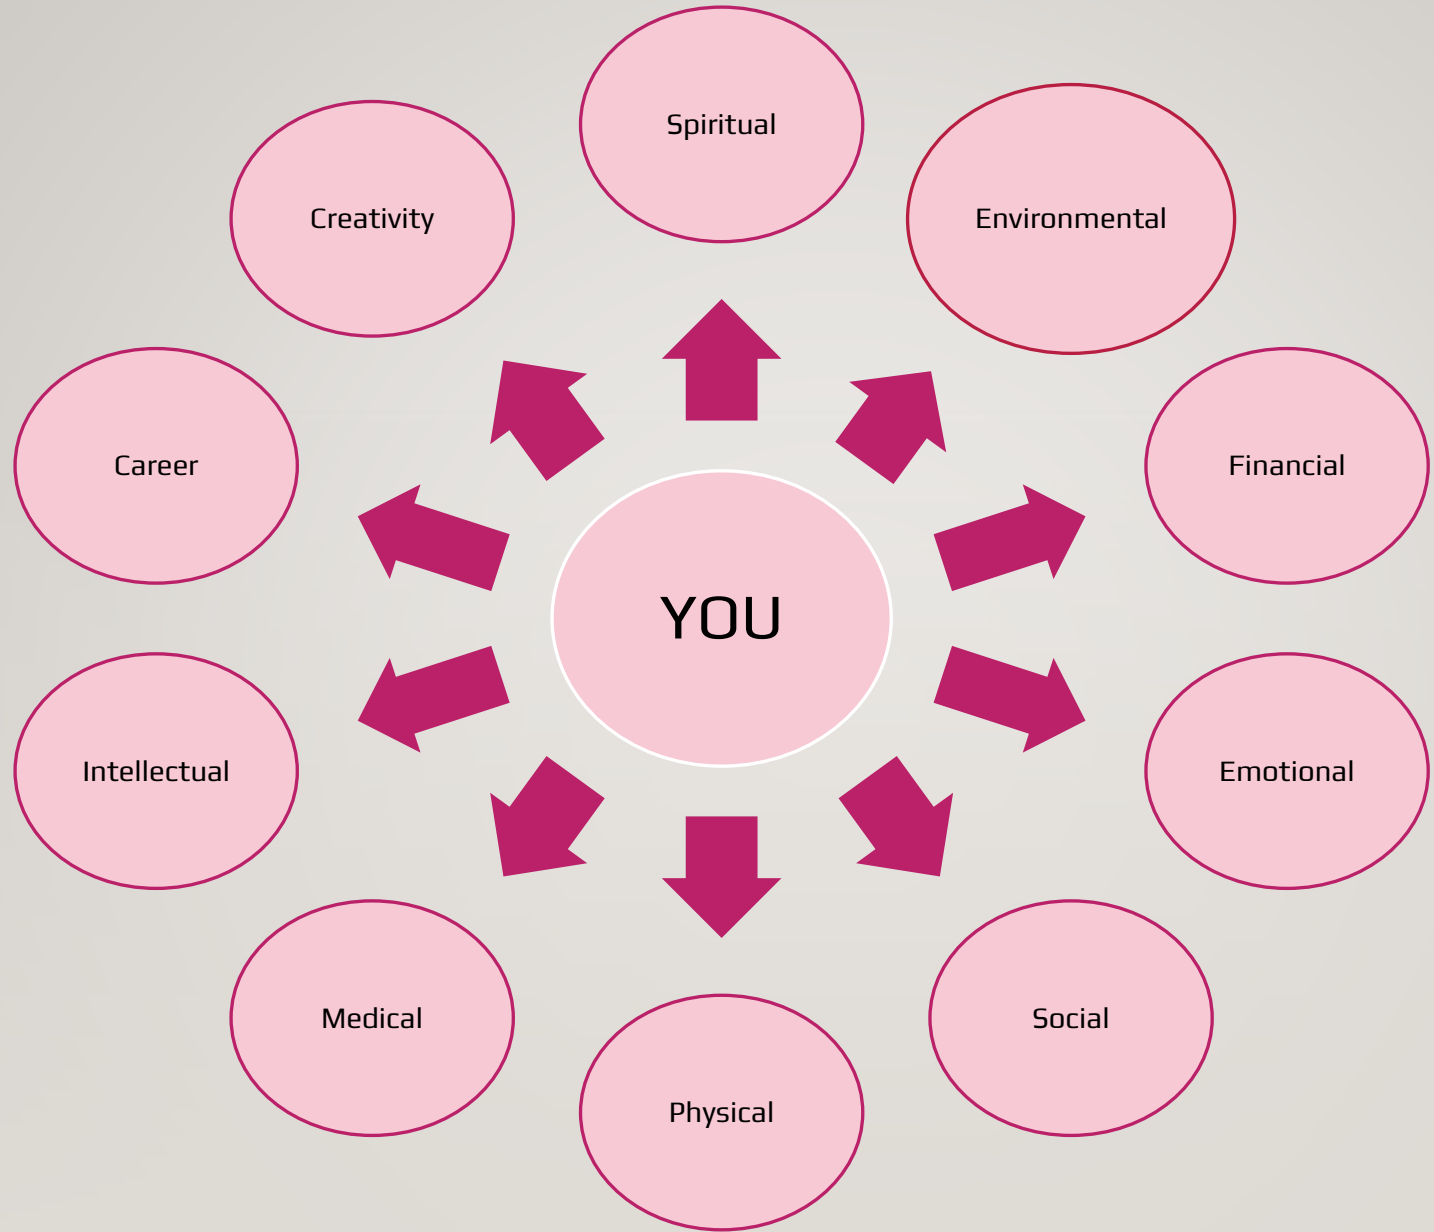 Spiritual
Environmental
Creativity
Financial
Career
YOU
Emotional
Intellectual
Social
Medical
Physical